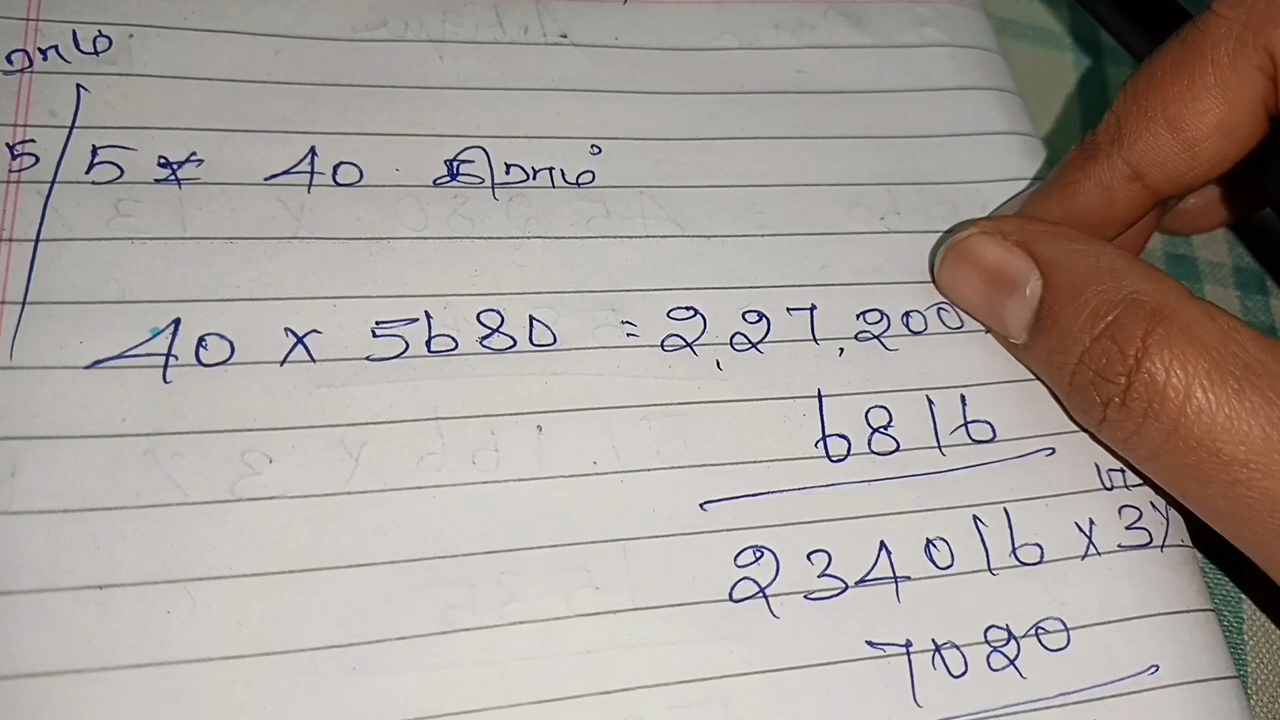 5 5 * 40 கிராம்
40 x 5680 = 2,27,200
6816
234016 x 3%
7020